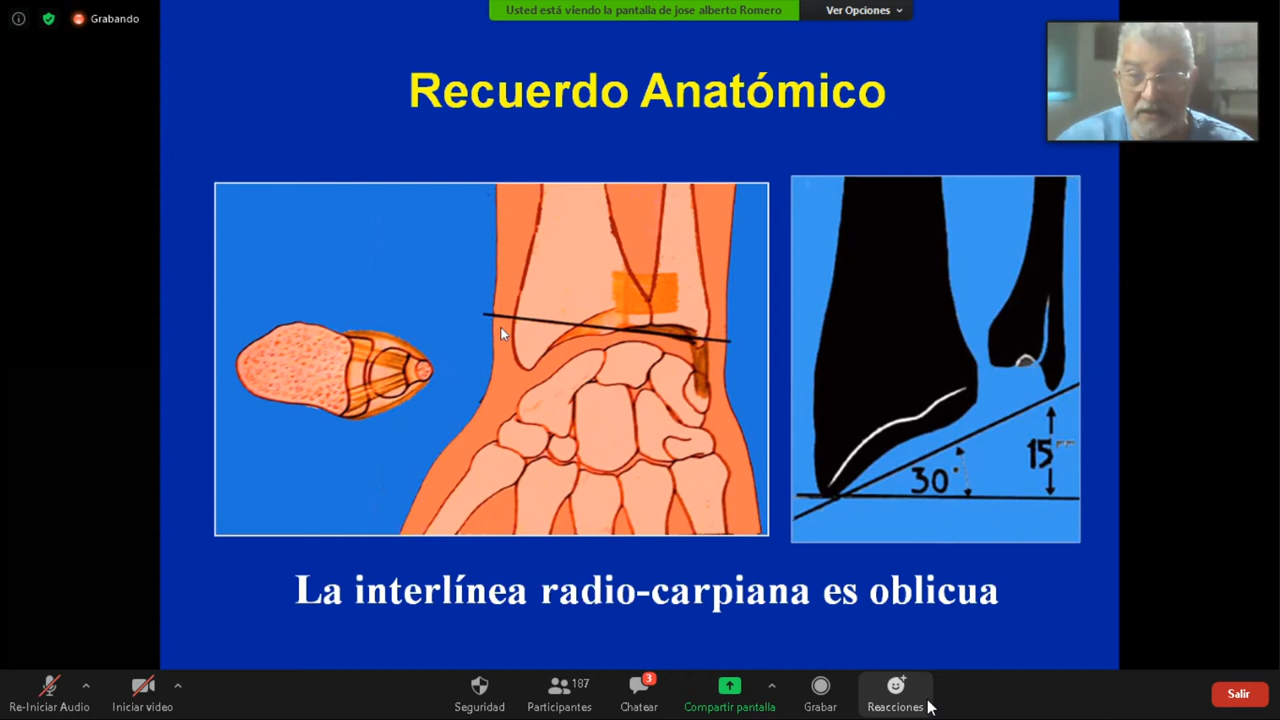 Grabando
Usted está viendo la pantalla de jose alberto Romero
Ver Opciones
Recuerdo Anatómico
30°
15
La interlínea radio-carpiana es oblicua
Re-Iniciar Audio
Iniciar video
Seguridad
187
Participantes
3
Chatear
Compartir pantalla
Grabar
Reacciones
Salir